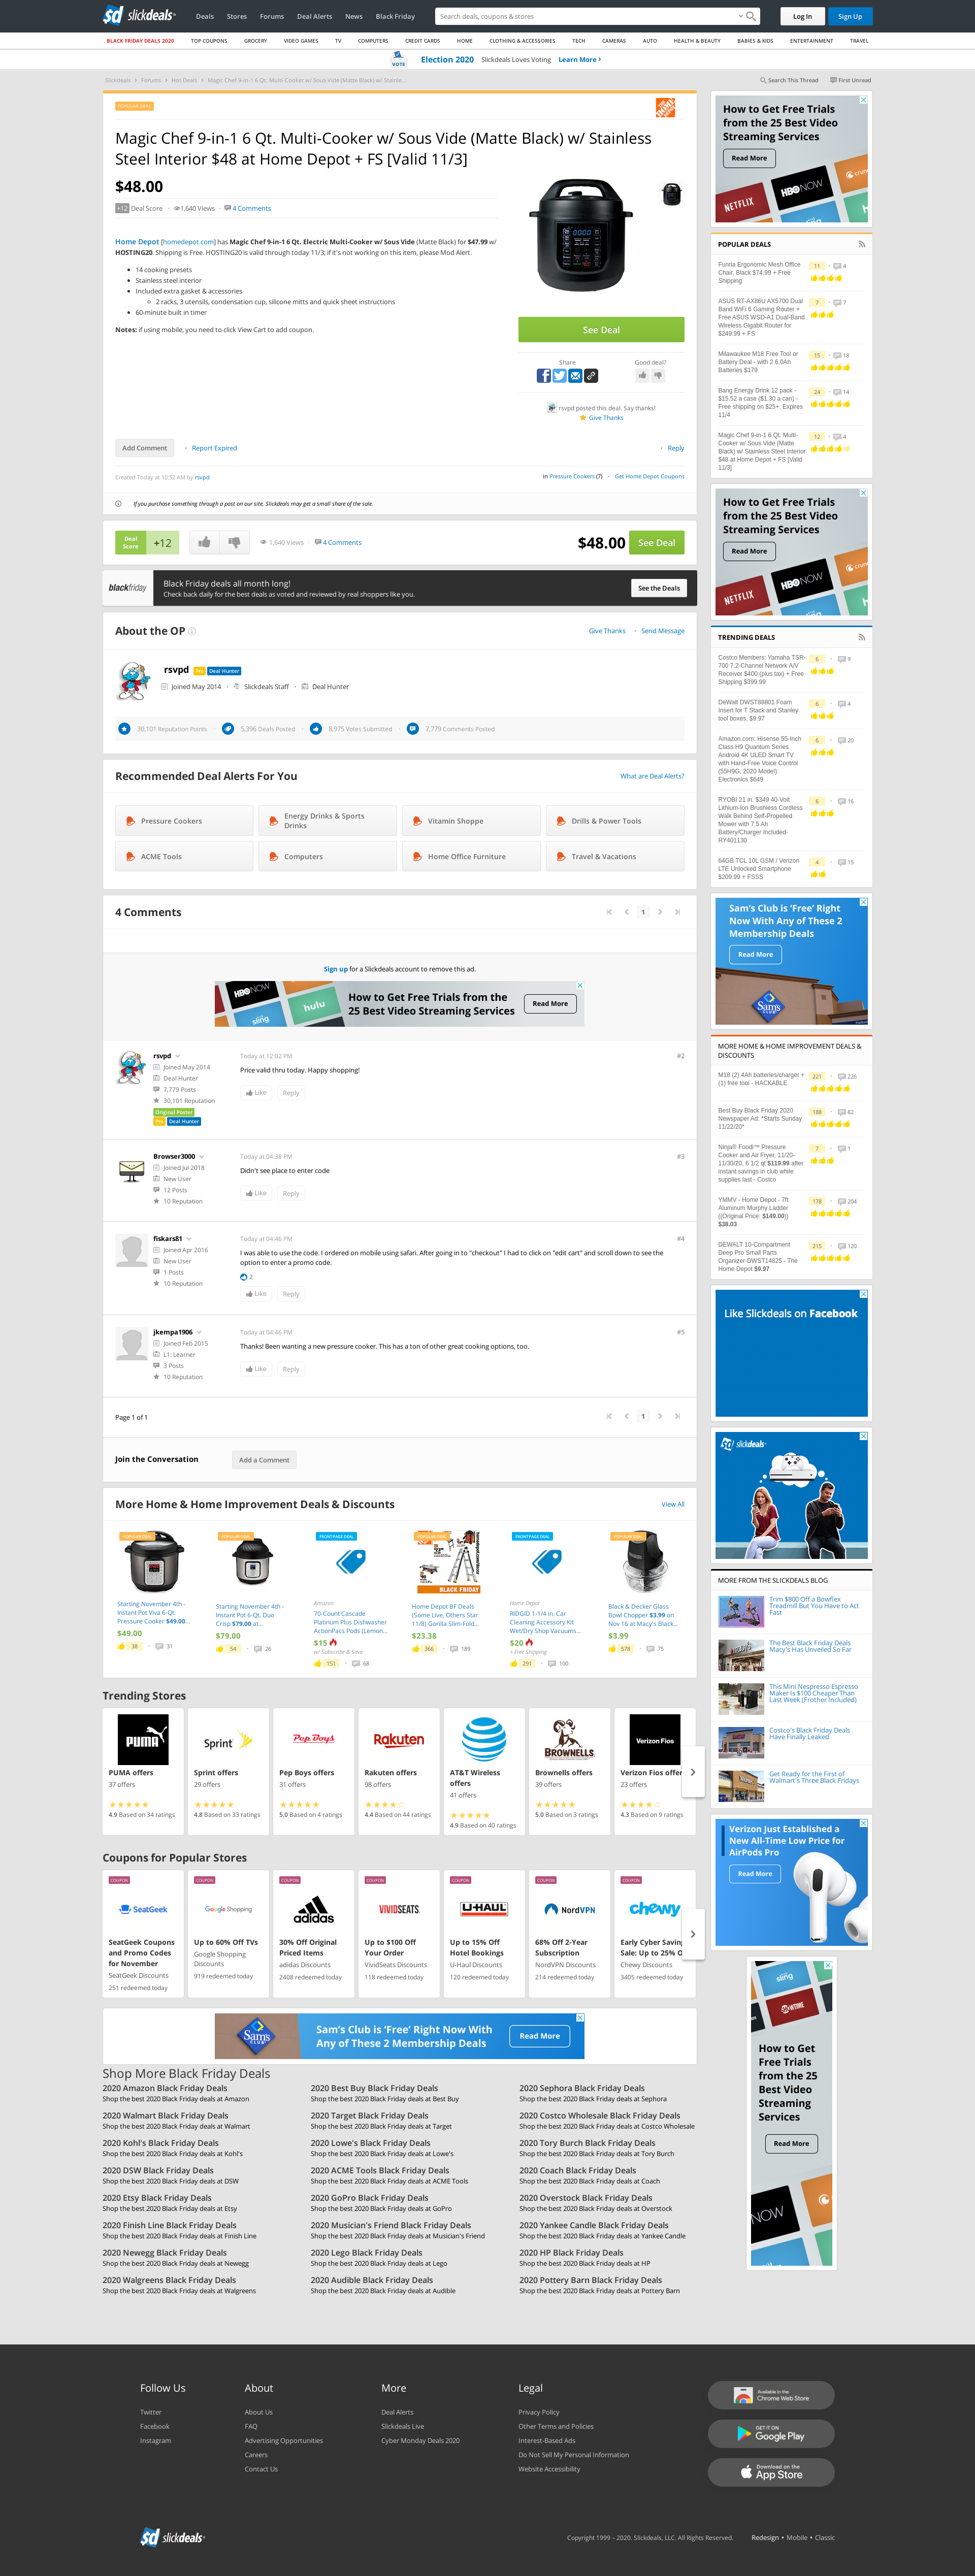 sd slickdeals
Deals Stores Forums Deal Alerts News Black Friday
Search deals, coupons & stores
Log In Sign Up
BLACK FRIDAY DEALS 2020 TOP COUPONS GROCERY VIDEO GAMES TV COMPUTERS CREDIT CARDS HOME CLOTHING & ACCESSORIES TECH CAMERAS AUTO HEALTH & BEAUTY BABIES & KIDS ENTERTAINMENT TRAVEL
VOTE Election 2020 Slickdeals Loves Voting Learn More ›
Slickdeals > Forums > Hot Deals > Magic Chef 9-in-1 6 Qt. Multi-Cooker w/ Sous Vide (Matte Black) w/ Stainle...
Search This Thread First Unread
POPULAR DEAL
Magic Chef 9-in-1 6 Qt. Multi-Cooker w/ Sous Vide (Matte Black) w/ Stainless
Steel Interior $48 at Home Depot + FS [Valid 11/3]
$48.00
+12 Deal Score 1,640 Views 4 Comments
Home Depot [homedepot.com] has Magic Chef 9-in-1 6 Qt. Electric Multi-Cooker w/ Sous Vide (Matte Black) for $47.99 w/
HOSTING20. Shipping is Free. HOSTING20 is valid through today 11/3; if it's not working on this item, please Mod Alert.
14 cooking presets
Stainless steel interior
Included extra gasket & accessories
2 racks, 3 utensils, condensation cup, silicone mitts and quick sheet instructions
60-minute built in timer
Notes: if using mobile, you need to click View Cart to add coupon.
See Deal
Share Good deal?
rsvpd posted this deal. Say thanks!
Give Thanks
Add Comment Report Expired Reply
Created Today at 10:52 AM by rsvpd
in Pressure Cookers (7) Get Home Depot Coupons
If you purchase something through a post on our site, Slickdeals may get a small share of the sale.
Deal Score +12 1,640 Views 4 Comments $48.00 See Deal
blackfriday
Black Friday deals all month long!
Check back daily for the best deals as voted and reviewed by real shoppers like you.
See the Deals
About the OP
Give Thanks Send Message
rsvpd Pro Deal Hunter
Joined May 2014 Slickdeals Staff Deal Hunter
30,101 Reputation Points 5,396 Deals Posted 8,975 Votes Submitted 7,779 Comments Posted
Recommended Deal Alerts For You
What are Deal Alerts?
Pressure Cookers
Energy Drinks & Sports
Drinks
Vitamin Shoppe
Drills & Power Tools
ACME Tools
Computers
Home Office Furniture
Travel & Vacations
4 Comments
1
Sign up for a Slickdeals account to remove this ad.
HBO NOW sling hulu
How to Get Free Trials from the
25 Best Video Streaming Services
Read More
rsvpd
Joined May 2014
Deal Hunter
7,779 Posts
30,101 Reputation
Original Poster
Pro Deal Hunter
Today at 12:02 PM #2
Price valid thru today. Happy shopping!
Like Reply
Browser3000
Joined Jul 2018
New User
12 Posts
10 Reputation
Today at 04:38 PM #3
Didn't see place to enter code
Like Reply
fiskars81
Joined Apr 2016
New User
1 Posts
10 Reputation
Today at 04:46 PM #4
I was able to use the code. I ordered on mobile using safari. After going in to "checkout" I had to click on "edit cart" and scroll down to see the
option to enter a promo code.
2
Like Reply
jkempa1906
Joined Feb 2015
L1: Learner
3 Posts
10 Reputation
Today at 04:46 PM #5
Thanks! Been wanting a new pressure cooker. This has a ton of other great cooking options, too.
Like Reply
Page 1 of 1
1
Join the Conversation
Add a Comment
More Home & Home Improvement Deals & Discounts
View All
POPULAR DEAL
Starting November 4th -
Instant Pot Viva 6-Qt.
Pressure Cooker $49.00...
$49.00
38 31
POPULAR DEAL
Starting November 4th -
Instant Pot 6-Qt. Duo
Crisp $79.00 at...
$79.00
54 26
FRONTPAGE DEAL
Amazon
70-Count Cascade
Platinum Plus Dishwasher
ActionPacs Pods (Lemon...
$15
w/ Subscribe & Save
151 68
POPULAR DEAL
BLACK FRIDAY
Home Depot BF Deals
(Some Live, Others Star
11/8) Gorilla Slim-Fold...
$23.38
366 189
FRONTPAGE DEAL
Home Depot
RIDGID 1-1/4 in. Car
Cleaning Accessory Kit
Wet/Dry Shop Vacuums...
$20
+ Free Shipping
291 100
POPULAR DEAL
Black & Decker Glass
Bowl Chopper $3.99 on
Nov 16 at Macy's Black...
$3.99
578 75
Trending Stores
PUMA
PUMA offers
37 offers
4.9 Based on 34 ratings
Sprint
Sprint offers
29 offers
4.8 Based on 33 ratings
Pep Boys
Pep Boys offers
31 offers
5.0 Based on 4 ratings
Rakuten
Rakuten offers
98 offers
4.4 Based on 44 ratings
AT&T Wireless
offers
41 offers
4.9 Based on 40 ratings
BROWNELLS
Brownells offers
39 offers
5.0 Based on 3 ratings
Verizon Fios
Verizon Fios offer
23 offers
4.3 Based on 9 ratings
Coupons for Popular Stores
COUPON
SeatGeek
SeatGeek Coupons
and Promo Codes
for November
SeatGeek Discounts
251 redeemed today
COUPON
Google Shopping
Up to 60% Off TVs
Google Shopping
Discounts
919 redeemed today
COUPON
adidas
30% Off Original
Priced Items
adidas Discounts
2408 redeemed today
COUPON
VIVIDSEATS.
Up to $100 Off
Your Order
VividSeats Discounts
118 redeemed today
COUPON
U-HAUL
Up to 15% Off
Hotel Bookings
U-Haul Discounts
120 redeemed today
COUPON
NordVPN
68% Off 2-Year
Subscription
NordVPN Discounts
214 redeemed today
COUPON
chewy
Early Cyber Saving
Sale: Up to 25% O
Chewy Discounts
3405 redeemed today
Sam's CLUB
Sam's Club is 'Free' Right Now With
Any of These 2 Membership Deals
Read More
Shop More Black Friday Deals
2020 Amazon Black Friday Deals
Shop the best 2020 Black Friday deals at Amazon
2020 Best Buy Black Friday Deals
Shop the best 2020 Black Friday deals at Best Buy
2020 Sephora Black Friday Deals
Shop the best 2020 Black Friday deals at Sephora
2020 Walmart Black Friday Deals
Shop the best 2020 Black Friday deals at Walmart
2020 Target Black Friday Deals
Shop the best 2020 Black Friday deals at Target
2020 Costco Wholesale Black Friday Deals
Shop the best 2020 Black Friday deals at Costco Wholesale
2020 Kohl's Black Friday Deals
Shop the best 2020 Black Friday deals at Kohl's
2020 Lowe's Black Friday Deals
Shop the best 2020 Black Friday deals at Lowe's
2020 Tory Burch Black Friday Deals
Shop the best 2020 Black Friday deals at Tory Burch
2020 DSW Black Friday Deals
Shop the best 2020 Black Friday deals at DSW
2020 ACME Tools Black Friday Deals
Shop the best 2020 Black Friday deals at ACME Tools
2020 Coach Black Friday Deals
Shop the best 2020 Black Friday deals at Coach
2020 Etsy Black Friday Deals
Shop the best 2020 Black Friday deals at Etsy
2020 GoPro Black Friday Deals
Shop the best 2020 Black Friday deals at GoPro
2020 Overstock Black Friday Deals
Shop the best 2020 Black Friday deals at Overstock
2020 Finish Line Black Friday Deals
Shop the best 2020 Black Friday deals at Finish Line
2020 Musician's Friend Black Friday Deals
Shop the best 2020 Black Friday deals at Musician's Friend
2020 Yankee Candle Black Friday Deals
Shop the best 2020 Black Friday deals at Yankee Candle
2020 Newegg Black Friday Deals
Shop the best 2020 Black Friday deals at Newegg
2020 Lego Black Friday Deals
Shop the best 2020 Black Friday deals at Lego
2020 HP Black Friday Deals
Shop the best 2020 Black Friday deals at HP
2020 Walgreens Black Friday Deals
Shop the best 2020 Black Friday deals at Walgreens
2020 Audible Black Friday Deals
Shop the best 2020 Black Friday deals at Audible
2020 Pottery Barn Black Friday Deals
Shop the best 2020 Black Friday deals at Pottery Barn
How to Get Free Trials
from the 25 Best Video
Streaming Services
Read More
NETFLIX HBO NOW
POPULAR DEALS
Funria Ergonomic Mesh Office
Chair, Black $74.99 + Free
Shipping
11 4
ASUS RT-AX86U AX5700 Dual
Band WiFi 6 Gaming Router +
Free ASUS WSD-A1 Dual-Band
Wireless Gigabit Router for
$249.99 + FS
7 7
Milwaukee M18 Free Tool or
Battery Deal - with 2 6.0Ah
Batteries $179
15 18
Bang Energy Drink 12 pack -
$15.52 a case ($1.30 a can) -
Free shipping on $25+, Expires
11/4
24 14
Magic Chef 9-in-1 6 Qt. Multi-
Cooker w/ Sous Vide (Matte
Black) w/ Stainless Steel Interior
$48 at Home Depot + FS [Valid
11/3]
12 4
How to Get Free Trials
from the 25 Best Video
Streaming Services
Read More
NETFLIX HBO NOW
TRENDING DEALS
Costco Members: Yamaha TSR-
700 7.2-Channel Network A/V
Receiver $400 (plus tax) + Free
Shipping $399.99
6 9
DeWalt DWST88801 Foam
Insert for T Stack and Stanley
tool boxes. $9.97
6 4
Amazon.com: Hisense 55-Inch
Class H9 Quantum Series
Android 4K ULED Smart TV
with Hand-Free Voice Control
(55H9G, 2020 Model):
Electronics $649
6 20
RYOBI 21 in. $349 40-Volt
Lithium-Ion Brushless Cordless
Walk Behind Self-Propelled
Mower with 7.5 Ah
Battery/Charger Included-
RY401130
6 16
64GB TCL 10L GSM / Verizon
LTE Unlocked Smartphone
$209.99 + FSSS
4 15
Sam's Club is 'Free' Right
Now With Any of These 2
Membership Deals
Read More
Sam's CLUB
MORE HOME & HOME IMPROVEMENT DEALS &
DISCOUNTS
M18 (2) 4Ah batteries/charger +
(1) free tool - HACKABLE
221 226
Best Buy Black Friday 2020
Newspaper Ad: *Starts Sunday
11/22/20*
188 82
Ninja® Foodi™ Pressure
Cooker and Air Fryer, 11/20-
11/30/20, 6 1/2 qt $119.99 after
instant savings in club while
supplies last - Costco
7 1
YMMV - Home Depot - 7ft
Aluminum Murphy Ladder
((Original Price: $149.00))
$38.03
178 204
DEWALT 10-Compartment
Deep Pro Small Parts
Organizer-DWST14825 - The
Home Depot $9.97
215 120
Like Slickdeals on Facebook
sd slickdeals
MORE FROM THE SLICKDEALS BLOG
Trim $800 Off a Bowflex
Treadmill But You Have to Act
Fast
The Best Black Friday Deals
Macy's Has Unveiled So Far
This Mini Nespresso Espresso
Maker Is $100 Cheaper Than
Last Week (Frother Included)
Costco's Black Friday Deals
Have Finally Leaked
Get Ready for the First of
Walmart's Three Black Fridays
Verizon Just Established a
New All-Time Low Price for
AirPods Pro
Read More
sling
SHOWTIME
How to Get
Free Trials
from the 25
Best Video
Streaming
Services
Read More
NOW
Follow Us
Twitter
Facebook
Instagram
About
About Us
FAQ
Advertising Opportunities
Careers
Contact Us
More
Deal Alerts
Slickdeals Live
Cyber Monday Deals 2020
Legal
Privacy Policy
Other Terms and Policies
Interest-Based Ads
Do Not Sell My Personal Information
Website Accessibility
Available in the
Chrome Web Store
GET IT ON
Google Play
Download on the
App Store
sd slickdeals
Copyright 1999 – 2020. Slickdeals, LLC. All Rights Reserved.
Redesign • Mobile • Classic